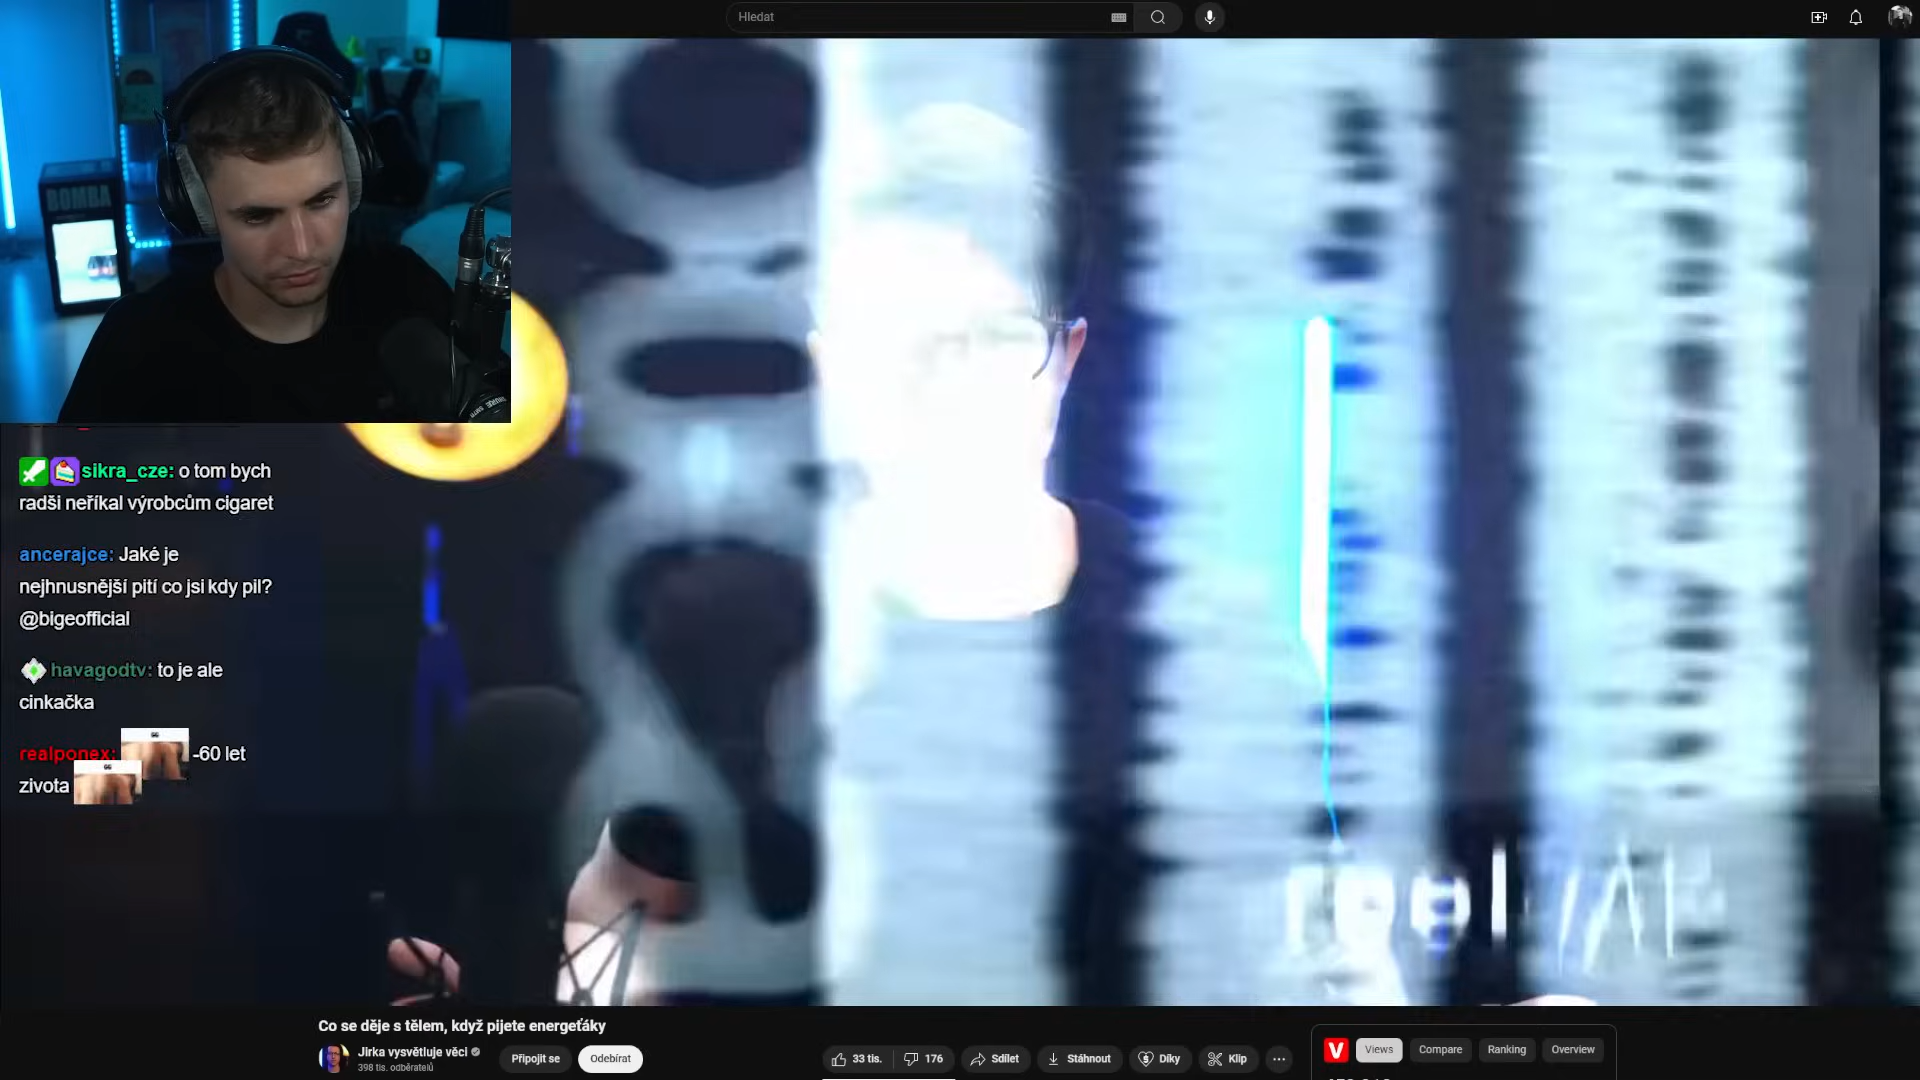 Hledat
BOMBA
sikra_cze: o tom bych
radši neříkal výrobcům cigaret
ancerajce: Jaké je
nejhnusnější pití co jsi kdy pil?
@bigeofficial
havagodtv: to je ale
cinkačka
realponex: -60 let
zivota
Co se děje s tělem, když pijete energeťáky
Jirka vysvětluje věci
398 tis. odběratelů
Připojit se
Odebírat
33 tis.
176
Sdílet
Stáhnout
Díky
Klip
Views
Compare
Ranking
Overview